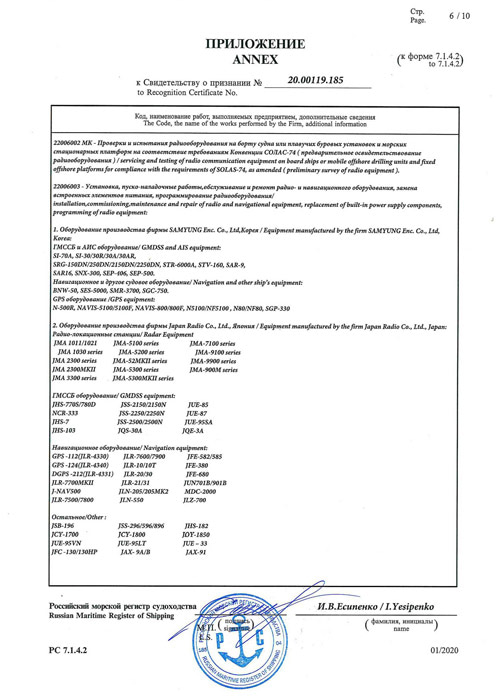 Стр.
Page. 6 / 10
ПРИЛОЖЕНИЕ
ANNEX
(к форме 7.1.4.2)
to 7.1.4.2)
к Свидетельству о признании № 20.00119.185
to Recognition Certificate No.
Код, наименование работ, выполняемых предприятием, дополнительные сведения
The Code, the name of the works performed by the Firm, additional information
22006002 МК - Проверки и испытания радиооборудования на борту судна или плавучих буровых установок и морских
стационарных платформ на соответствие требованиям Конвенции СОЛАС-74 ( предварительное освидетельствование
радиооборудования ) / servicing and testing of radio communication equipment on board ships or mobile offshore drilling units and fixed
offshore platforms for compliance with the requirements of SOLAS-74, as amended ( preliminary survey of radio equipment ).
22006003 - Установка, пуско-наладочные работы,обслуживание и ремонт радио- и навигационного оборудования, замена
встроенных элементов питания, программирование радиооборудования/
installation,commissioning,maintenance and repair of radio and navigational equipment, replacement of built-in power supply components,
programming of radio equipment:
1. Оборудование производства фирмы SAMYUNG Enc. Co., Ltd,Корея / Equipment manufactured by the firm SAMYUNG Enc. Co., Ltd,
Korea:
ГМССБ и АИС оборудование/ GMDSS and AIS equipment:
SI-70A, SI-30/30R/30A/30AR,
SRG-150DN/250DN/2150DN/2250DN, STR-6000A, STV-160, SAR-9,
SAR16, SNX-300, SEP-406, SEP-500.
Навигационное и другое судовое оборудование/ Navigation and other ship's equipment:
BNW-50, SES-5000, SMR-3700, SGC-750.
GPS оборудование /GPS equipment:
N-500R, NAVIS-5100/5100F, NAVIS-800/800F, N5100/NF5100 , N80/NF80, SGP-330
2. Оборудование производства фирмы Japan Radio Co., Ltd., Япония / Equipment manufactured by the firm Japan Radio Co., Ltd., Japan:
Радио-локационные станции/ Radar Equipment
JMA 1011/1021 JMA-5100 series JMA-7100 series
JMA 1030 series JMA-5200 series JMA-9100 series
JMA 2300 series JMA-52MKII series JMA-9900 series
JMA 2300MKII JMA-5300 series JMA-900M series
JMA 3300 series JMA-5300MKII series
ГМССБ оборудование/ GMDSS equipment:
JHS-770S/780D JSS-2150/2150N JUE-85
NCR-333 JSS-2250/2250N JUE-87
JHS-7 JSS-2500/2500N JUE-95SA
JHS-103 JQS-30A JQE-3A
Навигационное оборудование/ Navigation equipment:
GPS -112(JLR-4330) JLR-7600/7900 JFE-582/585
GPS -124(JLR-4340) JLR-10/10T JFE-380
DGPS -212(JLR-4331) JLR-20/30 JFE-680
JLR-7700MKII JLR-21/31 JUN701B/901B
J-NAV500 JLN-205/205MK2 MDC-2000
JLR-7500/7800 JLN-550 JLZ-700
Остальное/Other :
JSB-196 JSS-296/596/896 JHS-182
JCY-1700 JCY-1800 JDY-1850
JUE-95VN JUE-95LT JUE – 33
JFC -130/130HP JAX- 9A/B JAX-91
Российский морской регистр судоходства И.В.Есипенко / I.Yesipenko
Russian Maritime Register of Shipping
М.П. (подпись) (фамилия, инициалы)
L.S. signature name
РС 7.1.4.2 01/2020
185
RUSSIAN MARITIME REGISTER OF SHIPPING